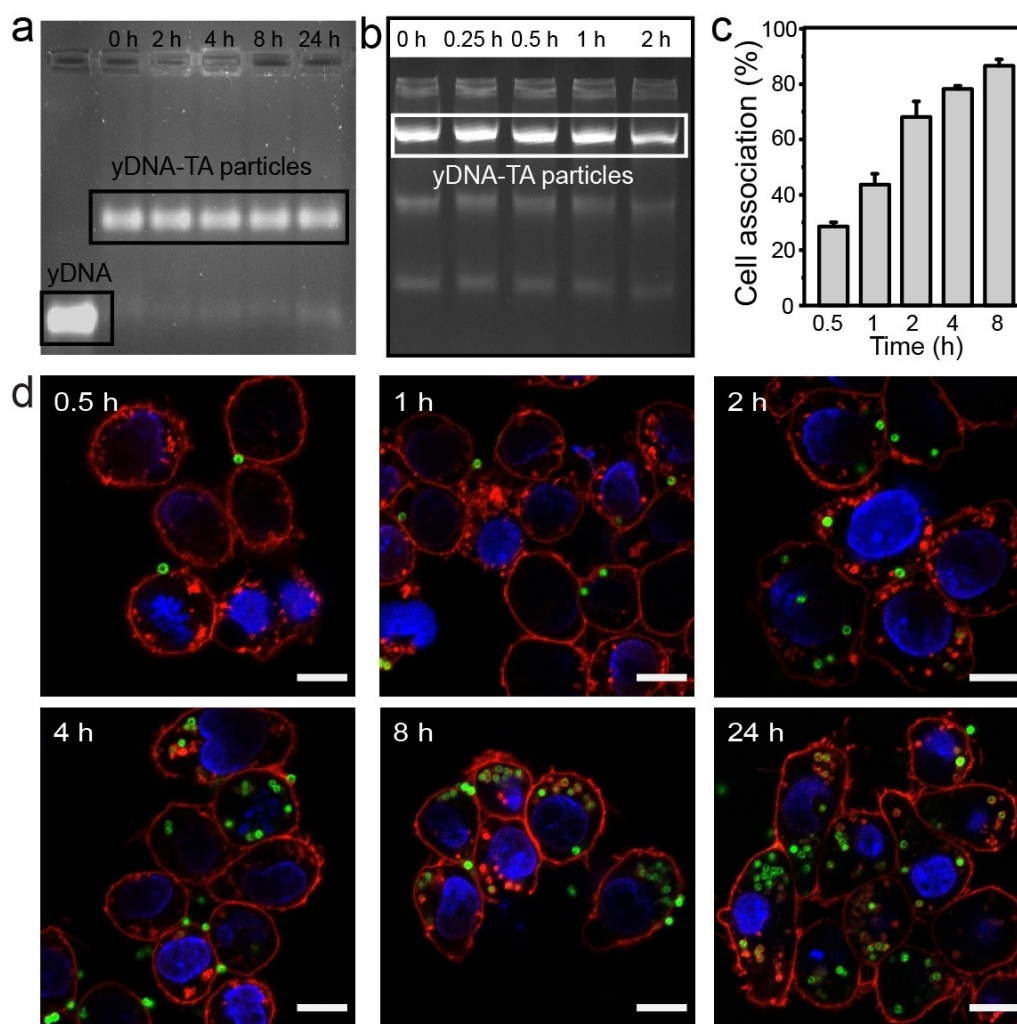 a
0 h 2 h 4 h 8 h 24 h
yDNA-TA particles
yDNA
b
0 h 0.25 h 0.5 h 1 h 2 h
yDNA-TA particles
c
Cell association (%)
100
80
60
40
20
0
0.5 1 2 4 8
Time (h)
d
0.5 h
1 h
2 h
4 h
8 h
24 h